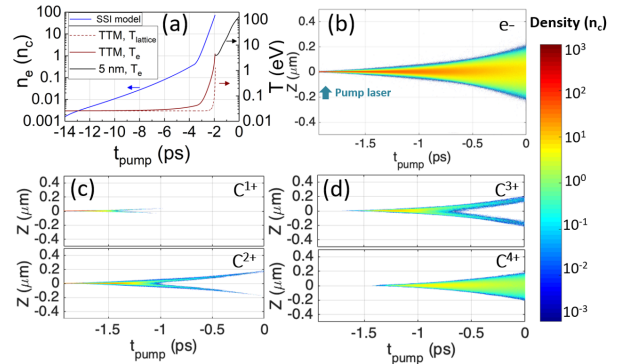 (a)
n_e (n_c)
100
10
1
0.1
0.01
0.001
SSI model
TTM, T_lattice
TTM, T_e
5 nm, T_e
100
10
1
0.1
0.01
T (eV)
-14 -12 -10 -8 -6 -4 -2 0
t_pump (ps)
(b)
e-
Z (μm)
0.4
0.2
0
-0.2
-0.4
Pump laser
-1.5 -1 -0.5 0
t_pump (ps)
Density (n_c)
10^3
10^2
10^1
10^0
10^-1
10^-2
10^-3
(c)
C^1+
Z (μm)
0.4
0.2
0
-0.2
-0.4
C^2+
Z (μm)
0.4
0.2
0
-0.2
-0.4
-1.5 -1 -0.5 0
t_pump (ps)
(d)
C^3+
Z (μm)
0.4
0.2
0
-0.2
-0.4
C^4+
Z (μm)
0.4
0.2
0
-0.2
-0.4
-1.5 -1 -0.5 0
t_pump (ps)